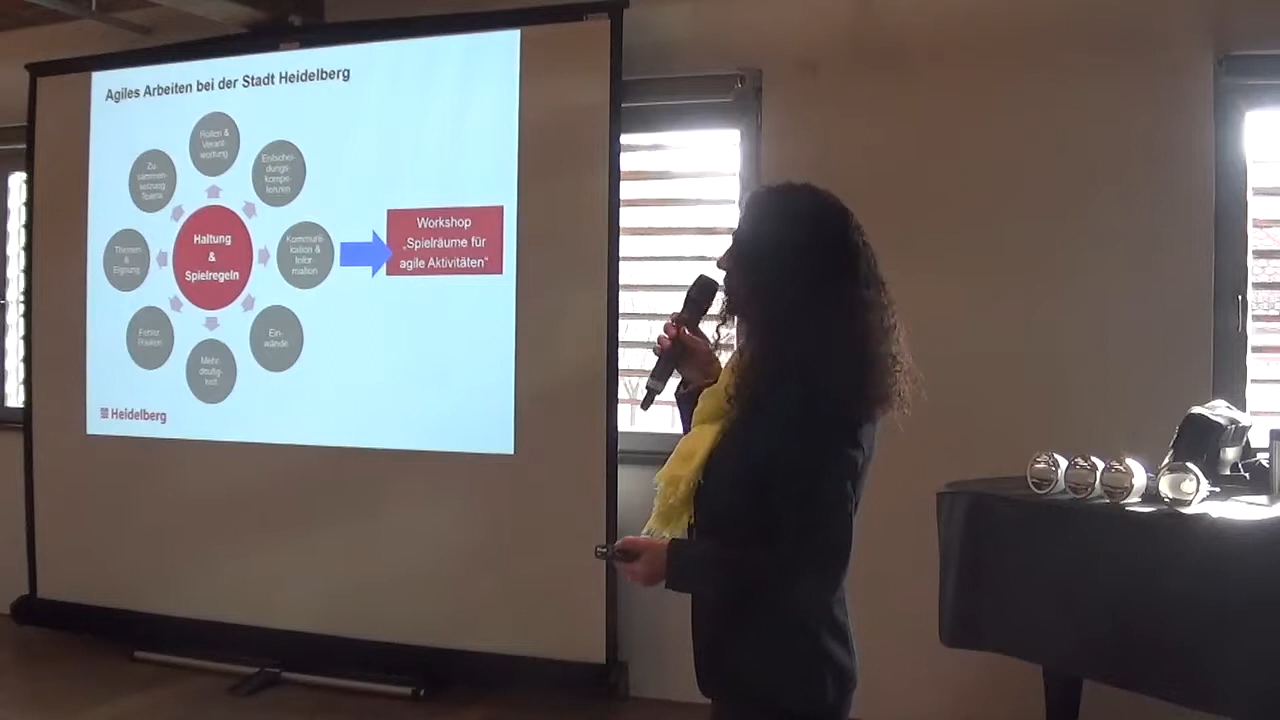 Agiles Arbeiten bei der Stadt Heidelberg
Rollen &
Verant
wortung
Entschei-
dungs-
kompe-
tenzen
Kommuni-
kation &
Infor
mation
Ein-
wände
Mehr
deutig-
keit
Fehler
Risiken
Themen
&
Eignung
Zu
sammen-
setzung
Teams
Haltung
&
Spielregeln
Workshop
„Spielräume für
agile Aktivitäten“
Heidelberg